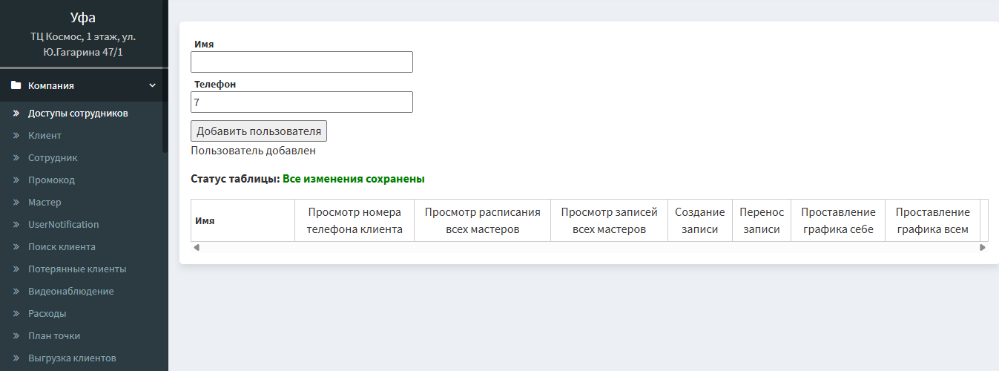 Уфа
ТЦ Космос, 1 этаж, ул.
Ю.Гагарина 47/1
Компания
Доступы сотрудников
Клиент
Сотрудник
Промокод
Мастер
UserNotification
Поиск клиента
Потерянные клиенты
Видеонаблюдение
Расходы
План точки
Выгрузка клиентов
Имя
Телефон
7
Добавить пользователя
Пользователь добавлен
Статус таблицы: Все изменения сохранены
Имя
Просмотр номера
телефона клиента
Просмотр расписания
всех мастеров
Просмотр записей
всех мастеров
Создание
записи
Перенос
записи
Проставление
графика себе
Проставление
графика всем